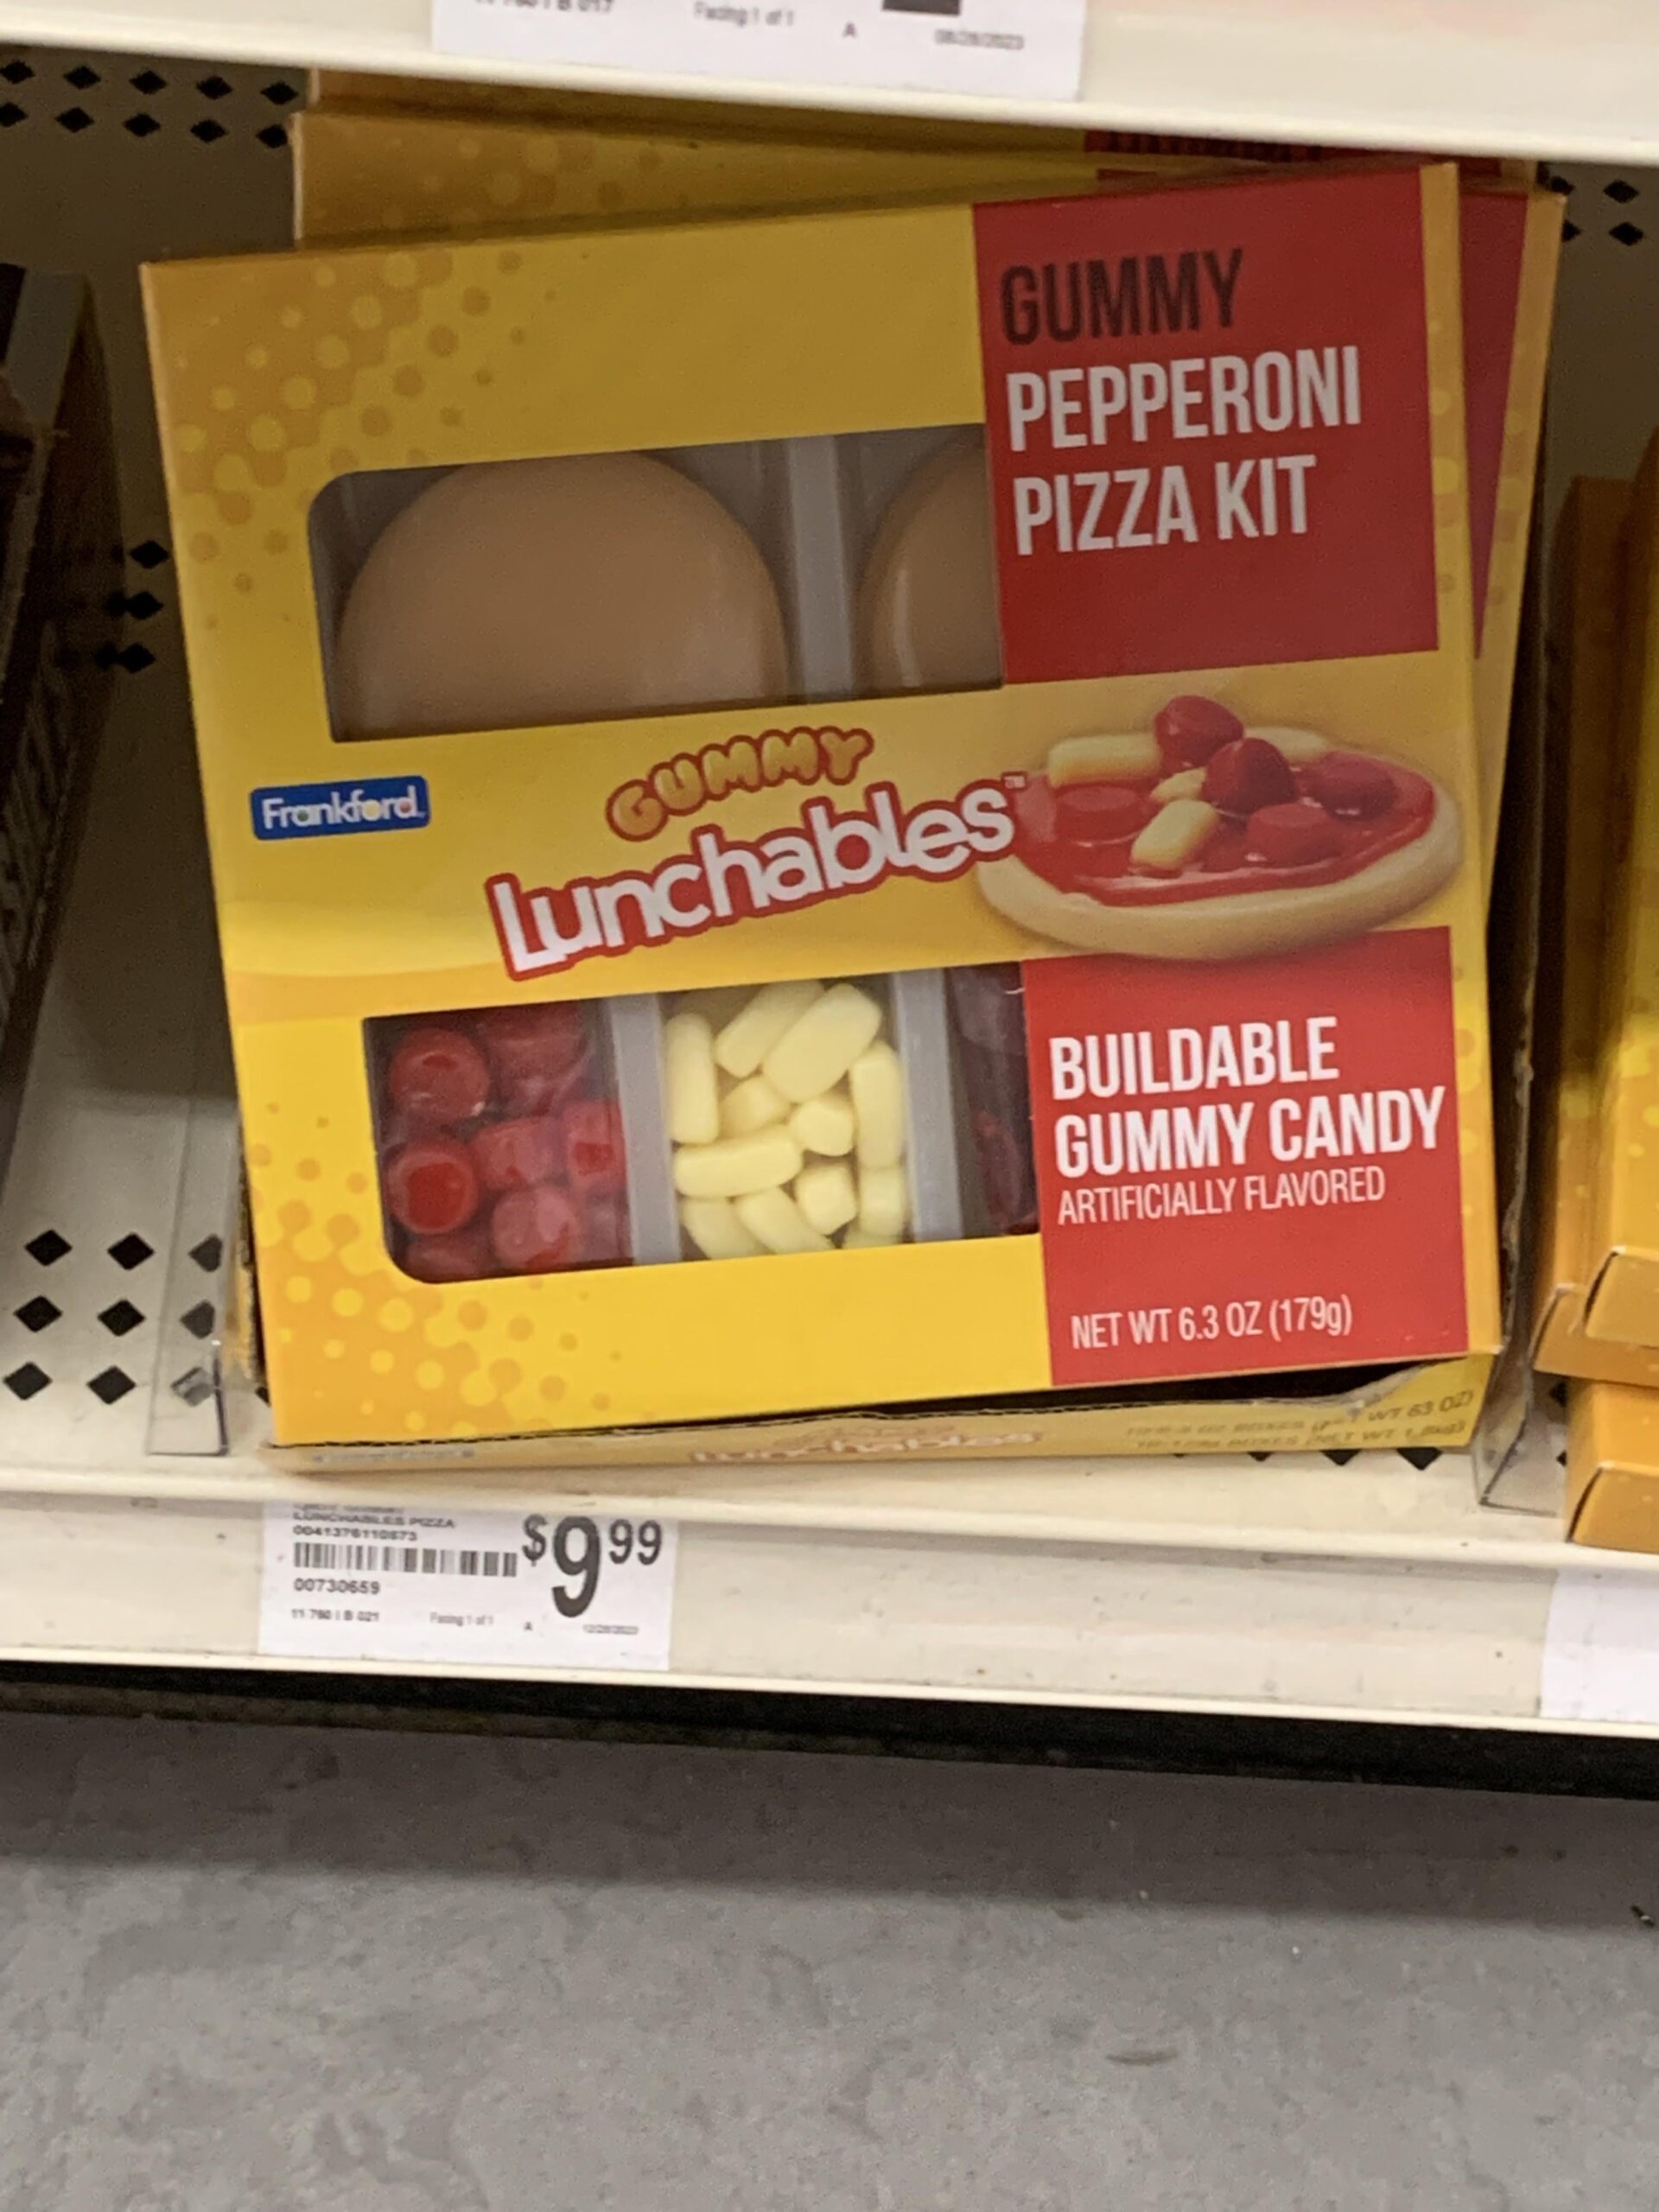 Facing 1 of 1
A
GUMMY
PEPPERONI
PIZZA KIT
Frankford
GUMMY
Lunchables™
BUILDABLE
GUMMY CANDY
ARTIFICIALLY FLAVORED
NET WT 6.3 OZ (179g)
Lunchables
LUNCHABLES PIZZA
$9.99
00730659
Facing 1 of 1
A